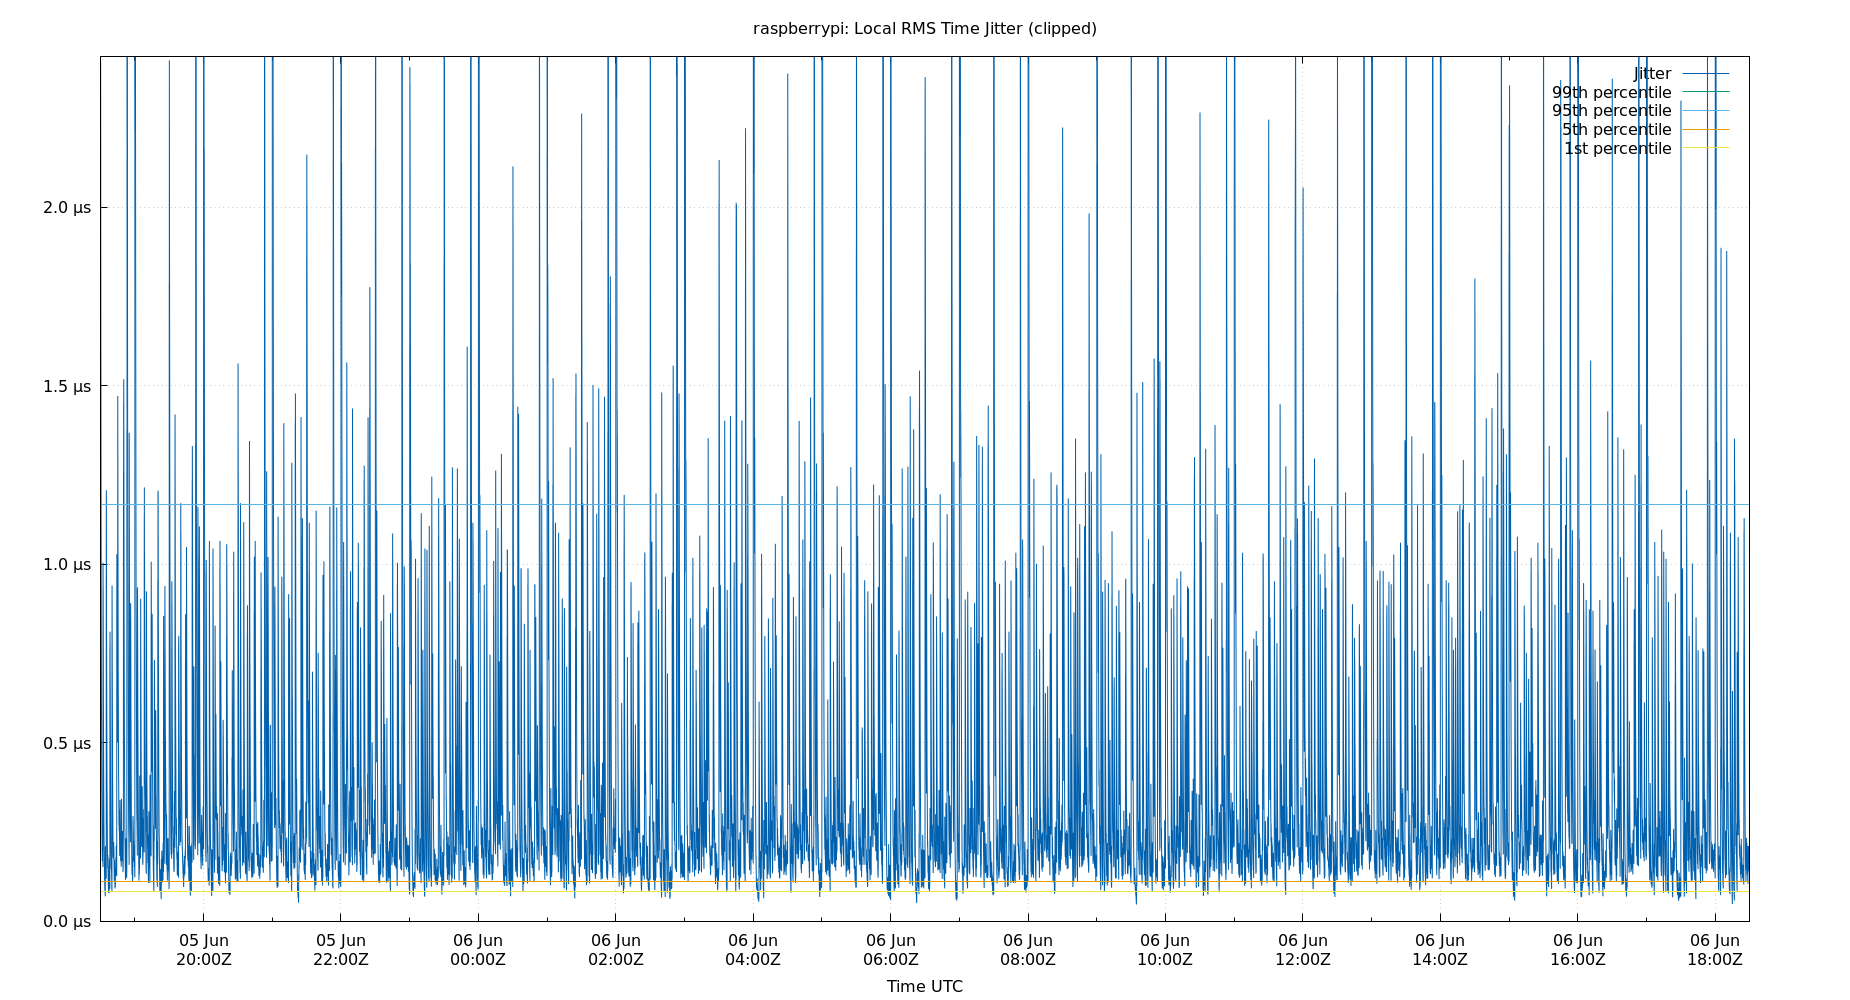 raspberrypi: Local RMS Time Jitter (clipped)
Jitter
99th percentile
95th percentile
5th percentile
1st percentile
2.0 µs
1.5 µs
1.0 µs
0.5 µs
0.0 µs
05 Jun 05 Jun 06 Jun 06 Jun 06 Jun 06 Jun 06 Jun 06 Jun 06 Jun 06 Jun 06 Jun 06 Jun
20:00Z 22:00Z 00:00Z 02:00Z 04:00Z 06:00Z 08:00Z 10:00Z 12:00Z 14:00Z 16:00Z 18:00Z
Time UTC